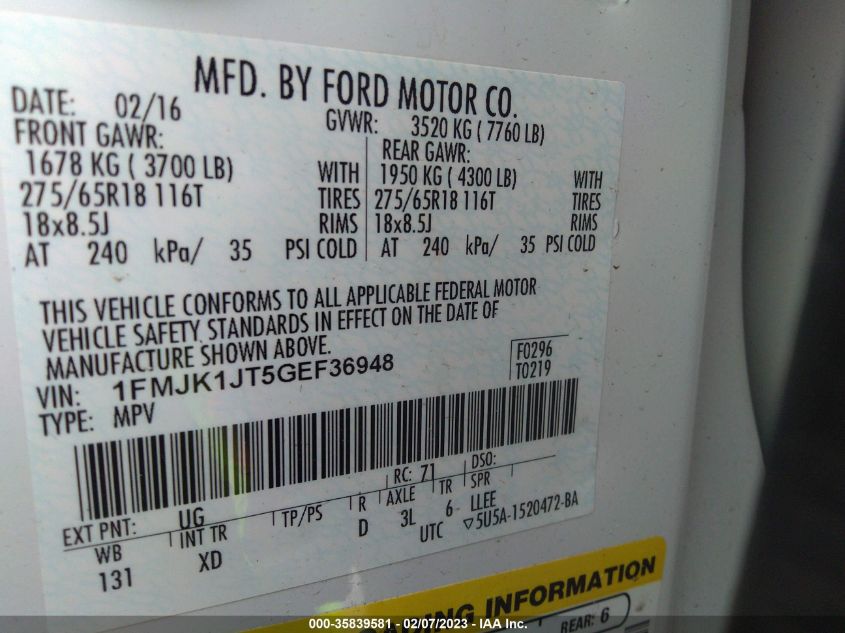 MFD. BY FORD MOTOR CO.
DATE: 02/16 GVWR: 3520 KG ( 7760 LB)
FRONT GAWR: REAR GAWR:
1678 KG ( 3700 LB) WITH 1950 KG ( 4300 LB) WITH
275/65R18 116T TIRES 275/65R18 116T TIRES
18x8.5J RIMS 18x8.5J RIMS
AT 240 kPa/ 35 PSI COLD AT 240 kPa/ 35 PSI COLD
THIS VEHICLE CONFORMS TO ALL APPLICABLE FEDERAL MOTOR
VEHICLE SAFETY STANDARDS IN EFFECT ON THE DATE OF
MANUFACTURE SHOWN ABOVE.
VIN: 1FMJK1JT5GEF36948
F0296
T0219
TYPE: MPV
RC: 71 DSO:
EXT PNT: UG
WB INT TR TP/PS R AXLE TR SPR
131 XD D 3L 6 LLEE
UTC ▽5U5A-1520472-BA
LOADING INFORMATION
REAR: 6
000-35839581 - 02/07/2023 - IAA Inc.